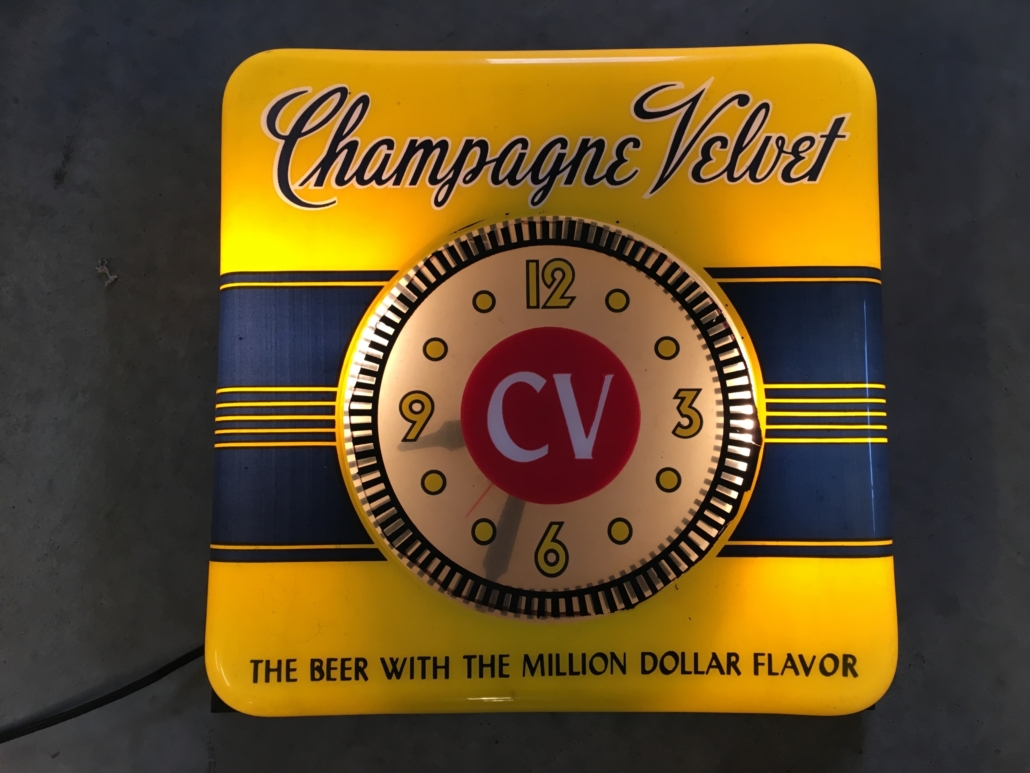 Champagne Velvet
12
9 CV 3
6
THE BEER WITH THE MILLION DOLLAR FLAVOR